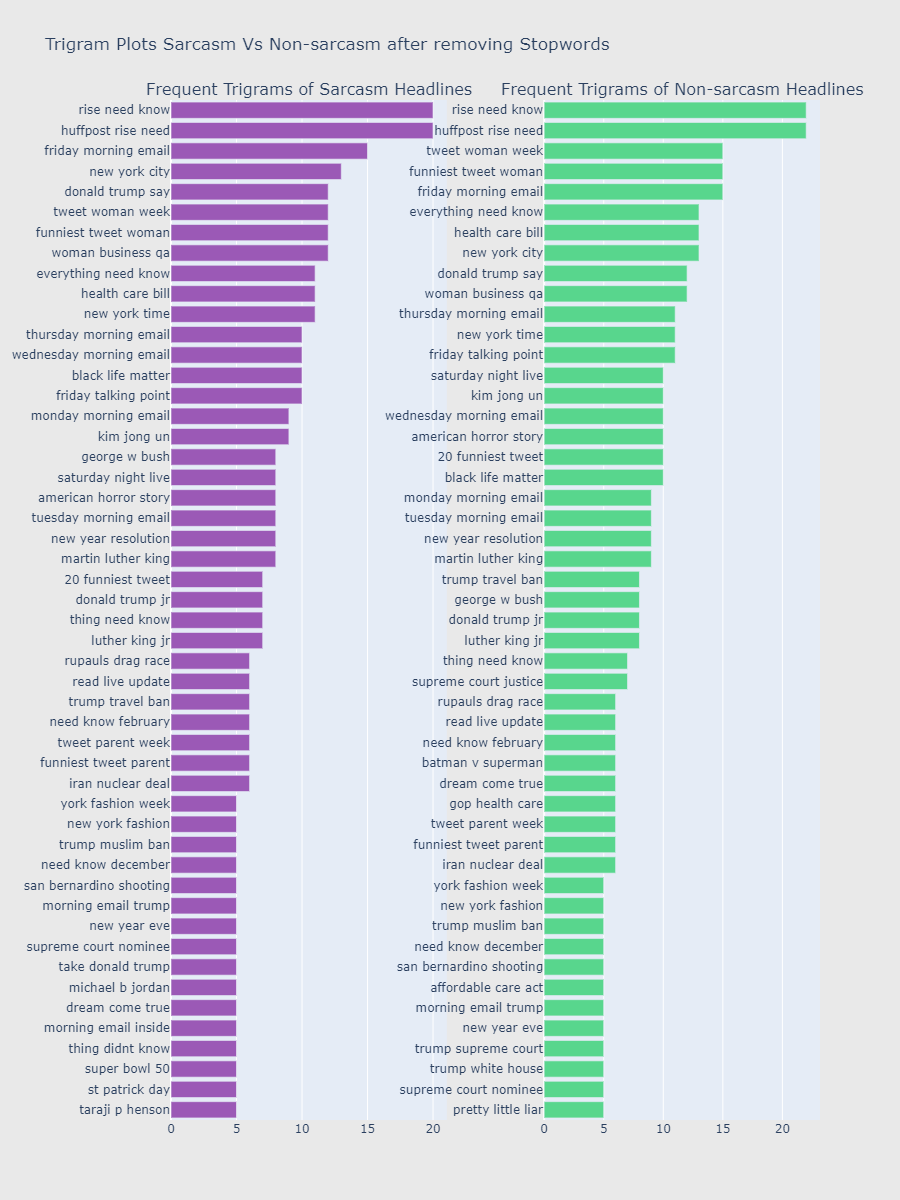 Trigram Plots Sarcasm Vs Non-sarcasm after removing Stopwords
Frequent Trigrams of Sarcasm Headlines
rise need know
huffpost rise need
friday morning email
new york city
donald trump say
tweet woman week
funniest tweet woman
woman business qa
everything need know
health care bill
new york time
thursday morning email
wednesday morning email
black life matter
friday talking point
monday morning email
kim jong un
george w bush
saturday night live
american horror story
tuesday morning email
new year resolution
martin luther king
20 funniest tweet
donald trump jr
thing need know
luther king jr
rupauls drag race
read live update
trump travel ban
need know february
tweet parent week
funniest tweet parent
iran nuclear deal
york fashion week
new york fashion
trump muslim ban
need know december
san bernardino shooting
morning email trump
new year eve
supreme court nominee
take donald trump
michael b jordan
dream come true
morning email inside
thing didnt know
super bowl 50
st patrick day
taraji p henson
0 5 10 15 20
Frequent Trigrams of Non-sarcasm Headlines
rise need know
huffpost rise need
tweet woman week
funniest tweet woman
friday morning email
everything need know
health care bill
new york city
donald trump say
woman business qa
thursday morning email
new york time
friday talking point
saturday night live
kim jong un
wednesday morning email
american horror story
20 funniest tweet
black life matter
monday morning email
tuesday morning email
new year resolution
martin luther king
trump travel ban
george w bush
donald trump jr
luther king jr
thing need know
supreme court justice
rupauls drag race
read live update
need know february
batman v superman
dream come true
gop health care
tweet parent week
funniest tweet parent
iran nuclear deal
york fashion week
new york fashion
trump muslim ban
need know december
san bernardino shooting
affordable care act
morning email trump
new year eve
trump supreme court
trump white house
supreme court nominee
pretty little liar
0 5 10 15 20